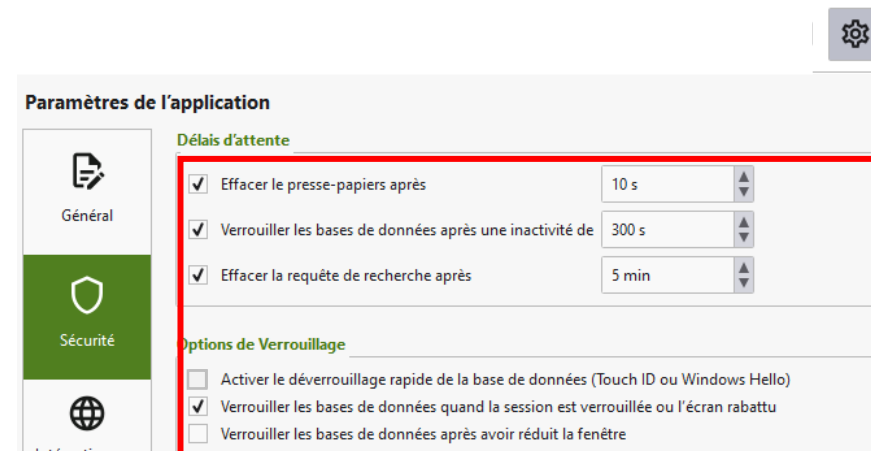 Paramètres de l’application
Délais d’attente
Effacer le presse-papiers après 10 s
Général
Verrouiller les bases de données après une inactivité de 300 s
Effacer la requête de recherche après 5 min
Sécurité
Options de Verrouillage
Activer le déverrouillage rapide de la base de données (Touch ID ou Windows Hello)
Verrouiller les bases de données quand la session est verrouillée ou l’écran rabattu
Verrouiller les bases de données après avoir réduit la fenêtre